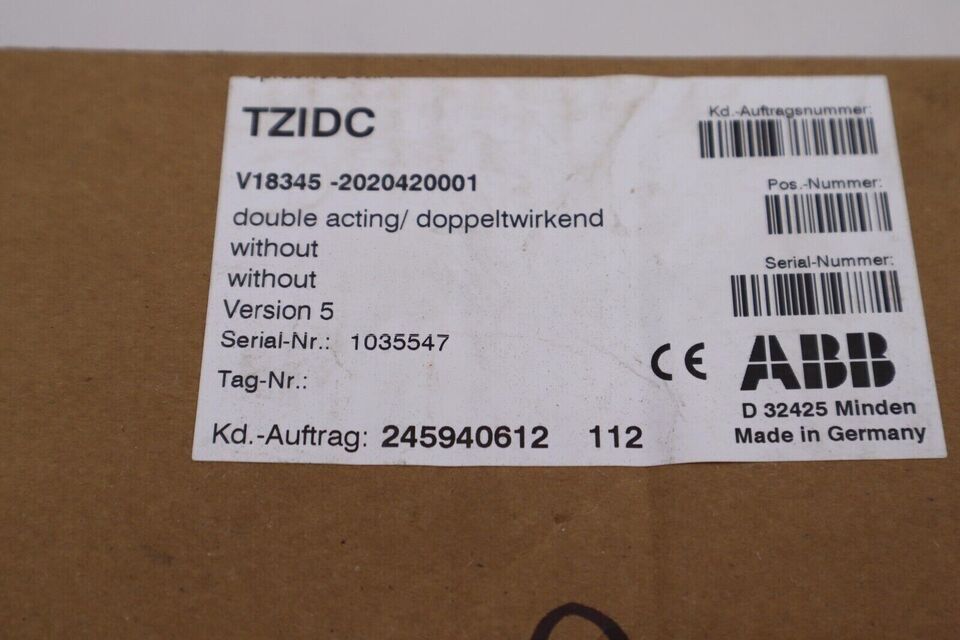 TZIDC
V18345 -2020420001
double acting/ doppeltwirkend
without
without
Version 5
Serial-Nr.: 1035547
Tag-Nr.:
Kd.-Auftrag: 245940612 112
Kd.-Auftragsnummer:
Pos.-Nummer:
Serial-Nummer:
CE ABB
D 32425 Minden
Made in Germany